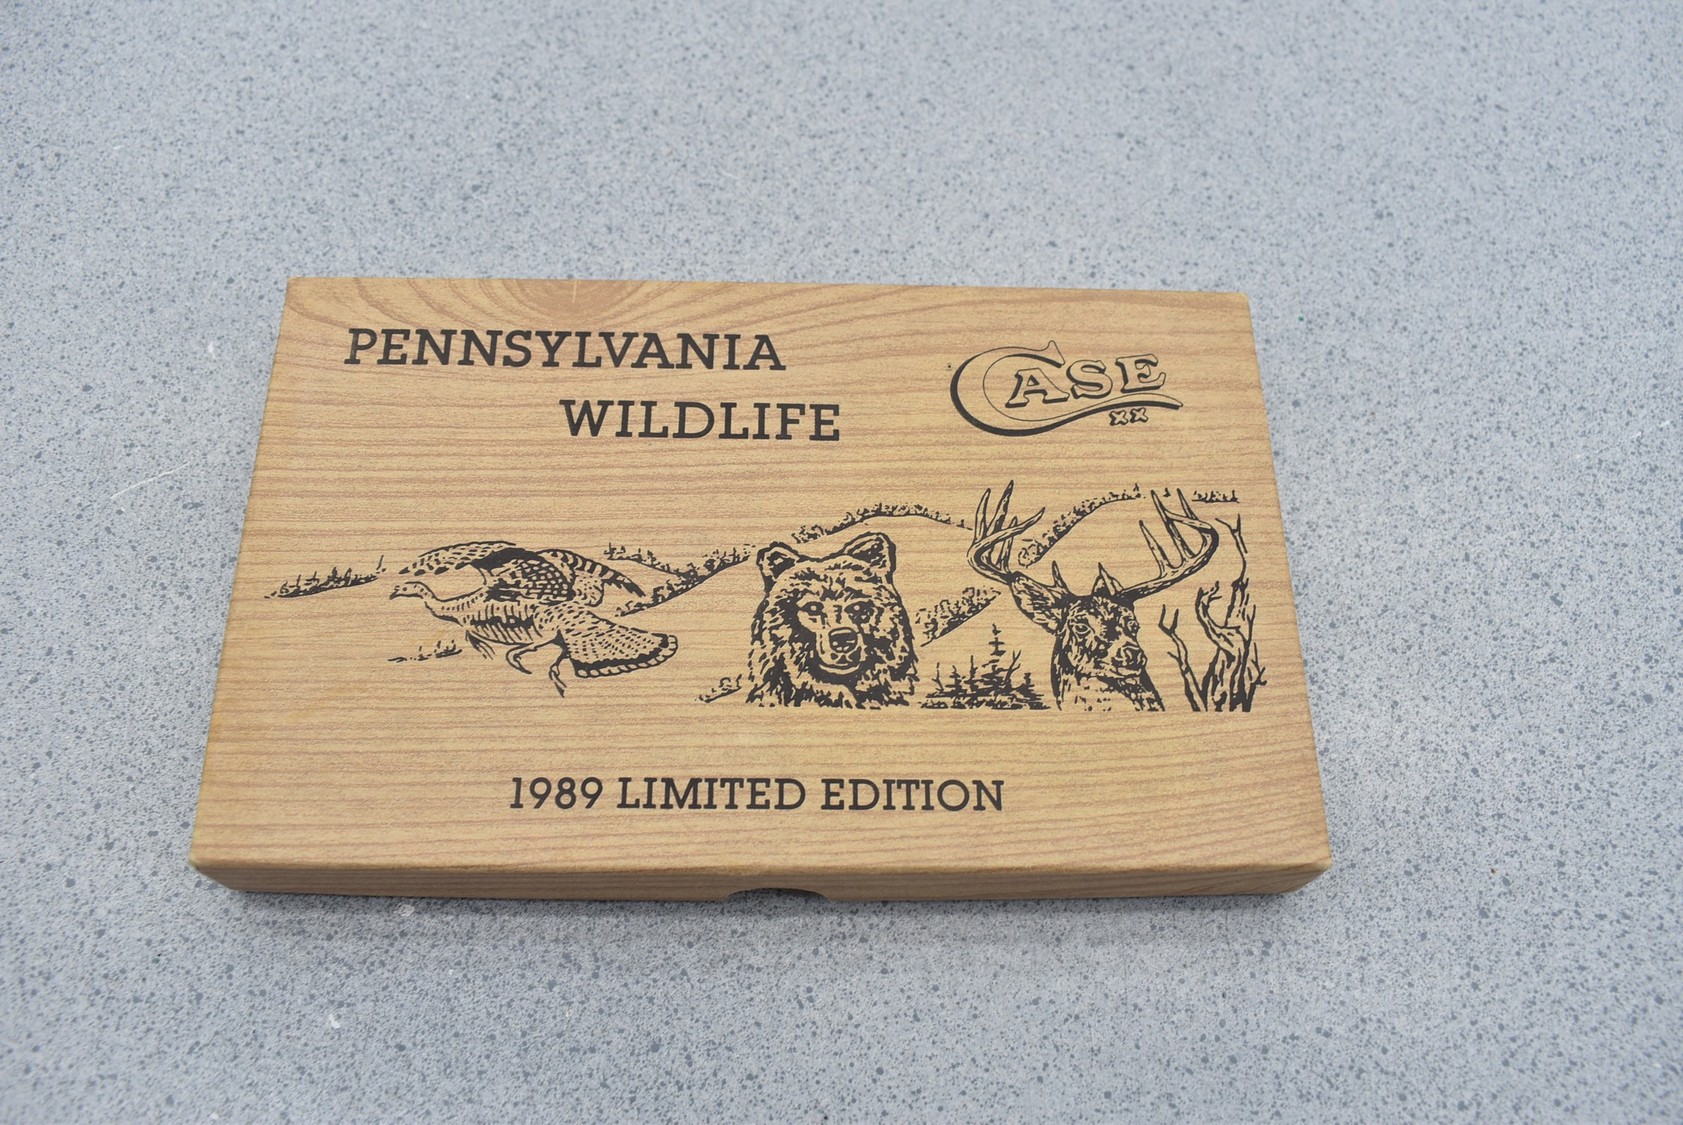 PENNSYLVANIA
WILDLIFE
CASE
XX
1989 LIMITED EDITION